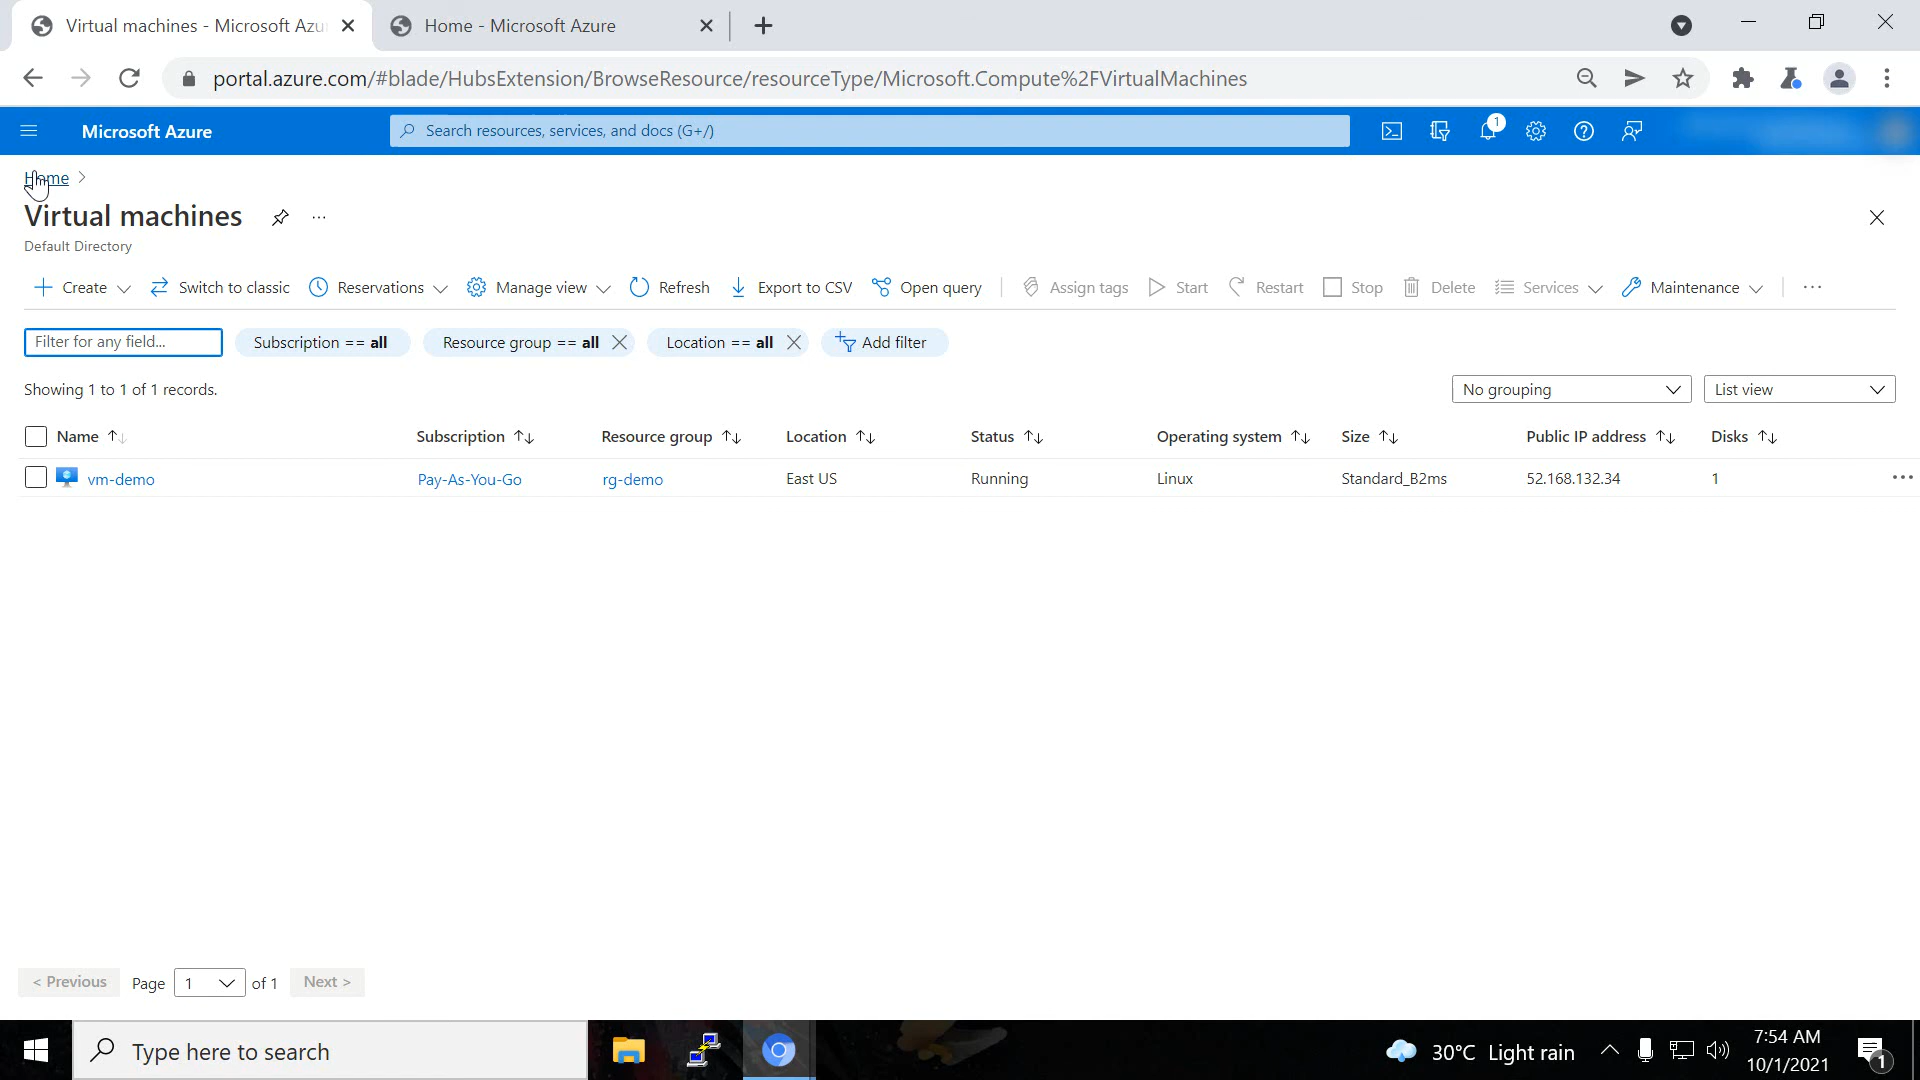 Virtual machines - Microsoft Azu
Home - Microsoft Azure
portal.azure.com/#blade/HubsExtension/BrowseResource/resourceType/Microsoft.Compute%2FVirtualMachines
Microsoft Azure
Search resources, services, and docs (G+/)
1
Home
Virtual machines
Default Directory
Create
Switch to classic
Reservations
Manage view
Refresh
Export to CSV
Open query
Assign tags
Start
Restart
Stop
Delete
Services
Maintenance
Filter for any field...
Subscription == all
Resource group == all
Location == all
Add filter
Showing 1 to 1 of 1 records.
No grouping
List view
Name
Subscription
Resource group
Location
Status
Operating system
Size
Public IP address
Disks
vm-demo
Pay-As-You-Go
rg-demo
East US
Running
Linux
Standard_B2ms
52.168.132.34
1
< Previous
Page
1
of 1
Next >
Type here to search
30°C Light rain
7:54 AM
10/1/2021
1